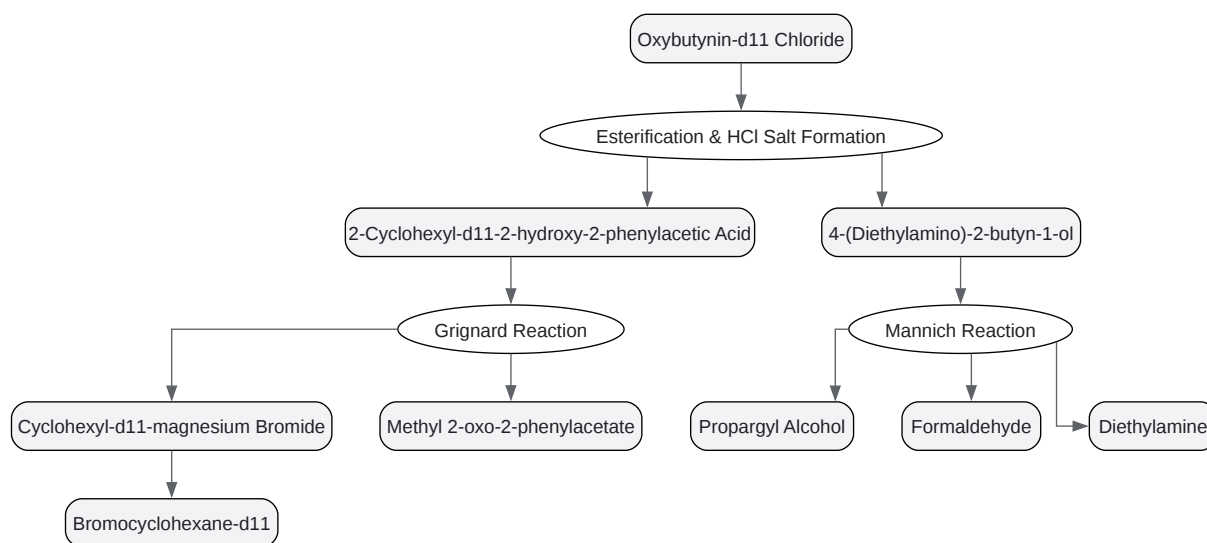 Oxybutynin-d11 Chloride
Esterification & HCl Salt Formation
2-Cyclohexyl-d11-2-hydroxy-2-phenylacetic Acid
4-(Diethylamino)-2-butyn-1-ol
Grignard Reaction
Mannich Reaction
Cyclohexyl-d11-magnesium Bromide
Methyl 2-oxo-2-phenylacetate
Propargyl Alcohol
Formaldehyde
Diethylamine
Bromocyclohexane-d11